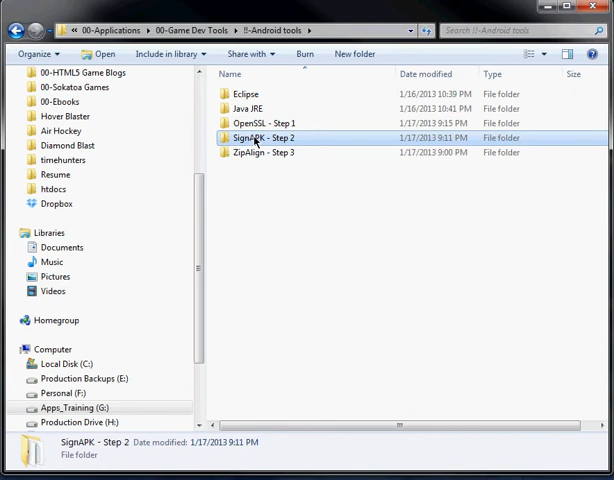 « 00-Applications ▸ 00-Game Dev Tools ▸ !!-Android tools ▸
Search !!-Android tools
Organize Open Include in library Share with Burn New folder
Name Date modified Type Size
00-HTML5 Game Blogs
00-Sokatoa Games
00-Ebooks
Hover Blaster
Air Hockey
Diamond Blast
timehunters
Resume
htdocs
Dropbox
Libraries
Documents
Music
Pictures
Videos
Homegroup
Computer
Local Disk (C:)
Production Backups (E:)
Personal (F:)
Apps_Training (G:)
Production Drive (H:)
Eclipse 1/16/2013 10:39 PM File folder
Java JRE 1/16/2013 10:41 PM File folder
OpenSSL - Step 1 1/17/2013 9:15 PM File folder
SignAPK - Step 2 1/17/2013 9:11 PM File folder
ZipAlign - Step 3 1/17/2013 9:00 PM File folder
SignAPK - Step 2 Date modified: 1/17/2013 9:11 PM
File folder